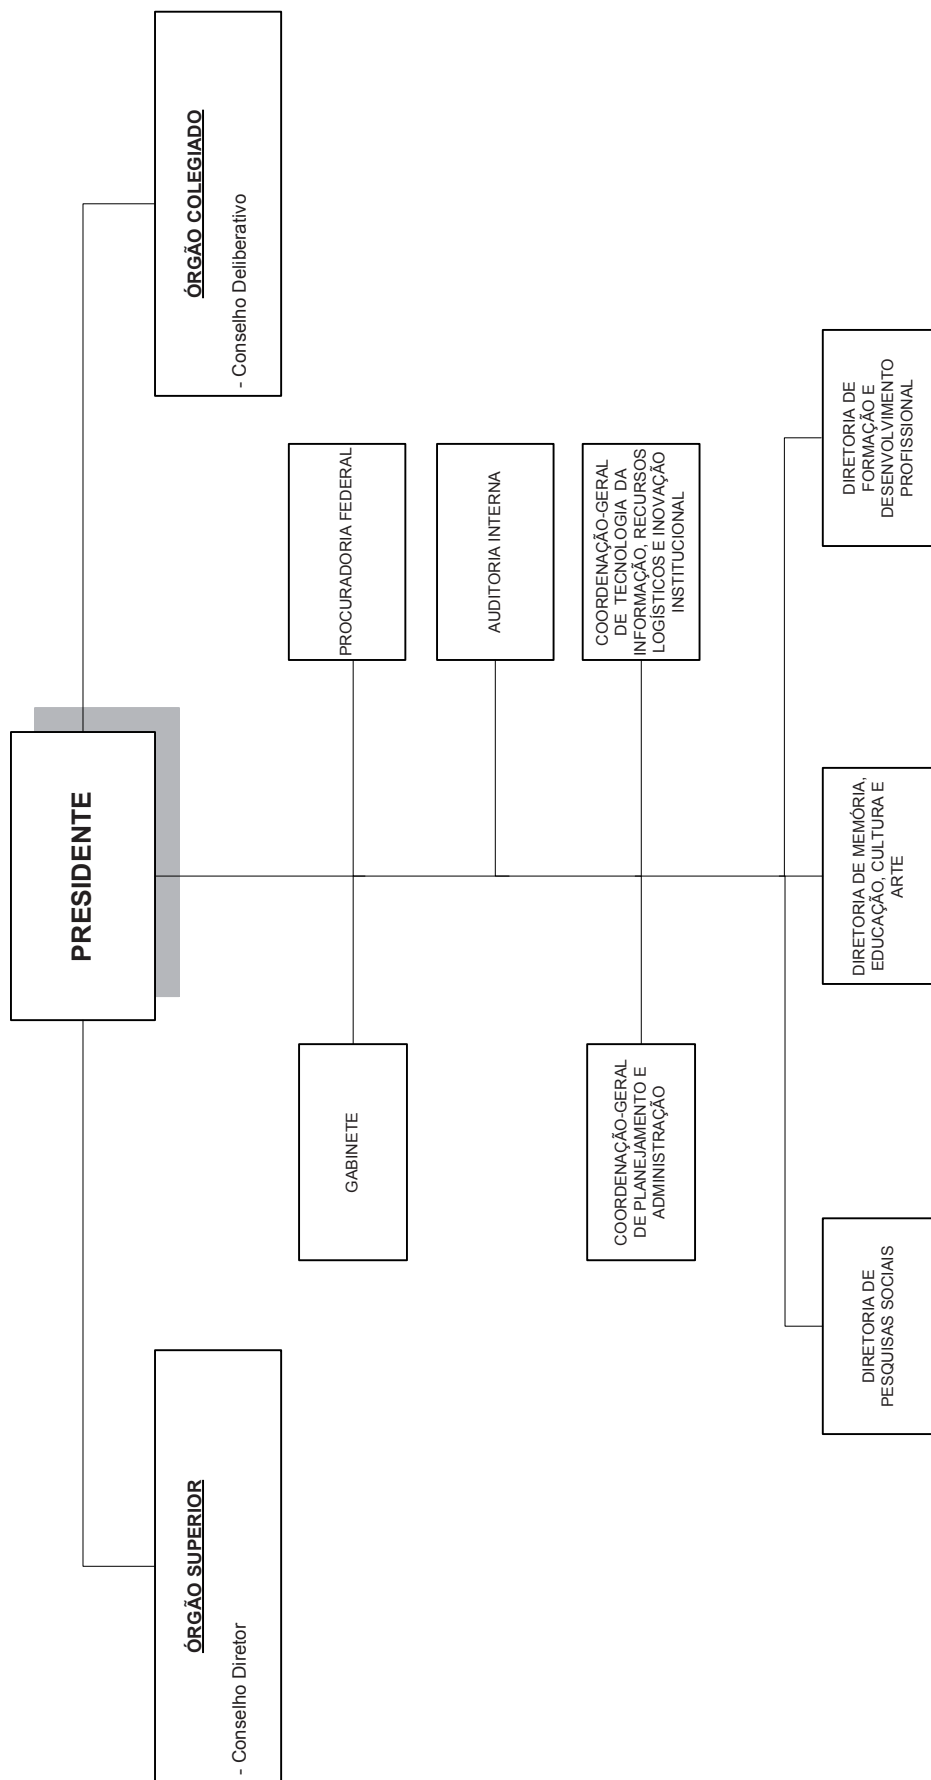 PRESIDENTE
ÓRGÃO SUPERIOR
- Conselho Diretor
ÓRGÃO COLEGIADO
- Conselho Deliberativo
GABINETE
PROCURADORIA FEDERAL
AUDITORIA INTERNA
COORDENAÇÃO-GERAL
DE PLANEJAMENTO E
ADMINISTRAÇÃO
COORDENAÇÃO-GERAL
DE TECNOLOGIA DA
INFORMAÇÃO, RECURSOS
LOGÍSTICOS E INOVAÇÃO
INSTITUCIONAL
DIRETORIA DE
PESQUISAS SOCIAIS
DIRETORIA DE MEMÓRIA,
EDUCAÇÃO, CULTURA E
ARTE
DIRETORIA DE
FORMAÇÃO E
DESENVOLVIMENTO
PROFISSIONAL